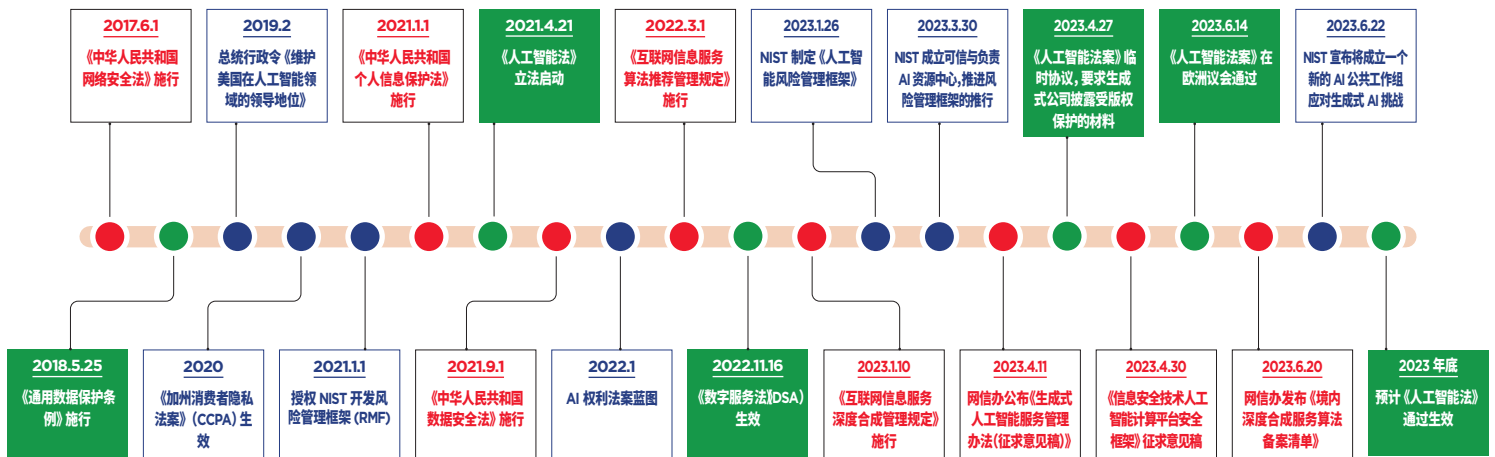 2017.6.1
《中华人民共和国
网络安全法》施行
2019.2
总统行政令《维护
美国在人工智能领
域的领导地位》
2021.1.1
《中华人民共和国
个人信息保护法》
施行
2021.4.21
《人工智能法》
立法启动
2022.3.1
《互联网信息服务
算法推荐管理规定》
施行
2023.1.26
NIST 制定《人工智
能风险管理框架》
2023.3.30
NIST 成立可信与负责
AI 资源中心,推进风
险管理框架的推行
2023.4.27
《人工智能法案》临
时协议,要求生成
式公司披露受版权
保护的材料
2023.6.14
《人工智能法案》在
欧洲议会通过
2023.6.22
NIST 宣布将成立一个
新的 AI 公共工作组
应对生成式 AI 挑战
2018.5.25
《通用数据保护条
例》施行
2020
《加州消费者隐私
法案》(CCPA) 生
效
2021.1.1
授权 NIST 开发风
险管理框架 (RMF)
2021.9.1
《中华人民共和国
数据安全法》施行
2022.1
AI 权利法案蓝图
2022.11.16
《数字服务法》(DSA)
生效
2023.1.10
《互联网信息服务
深度合成管理规定》
施行
2023.4.11
网信办公布《生成式
人工智能服务管理
办法(征求意见稿)》
2023.4.30
《信息安全技术人工
智能计算平台安全
框架》征求意见稿
2023.6.20
网信办发布《境内
深度合成服务算法
备案清单》
2023 年底
预计《人工智能法》
通过生效